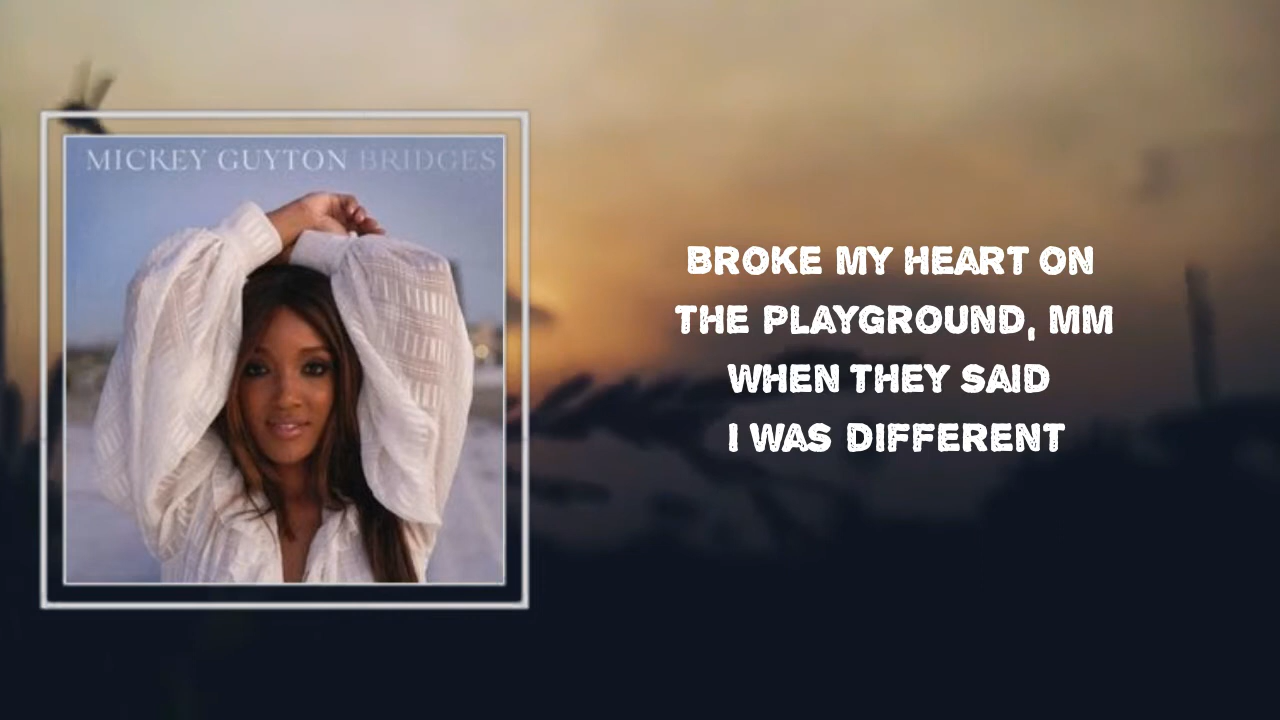 MICKEY GUYTON BRIDGES
BROKE MY HEART ON
THE PLAYGROUND, MM
WHEN THEY SAID
I WAS DIFFERENT